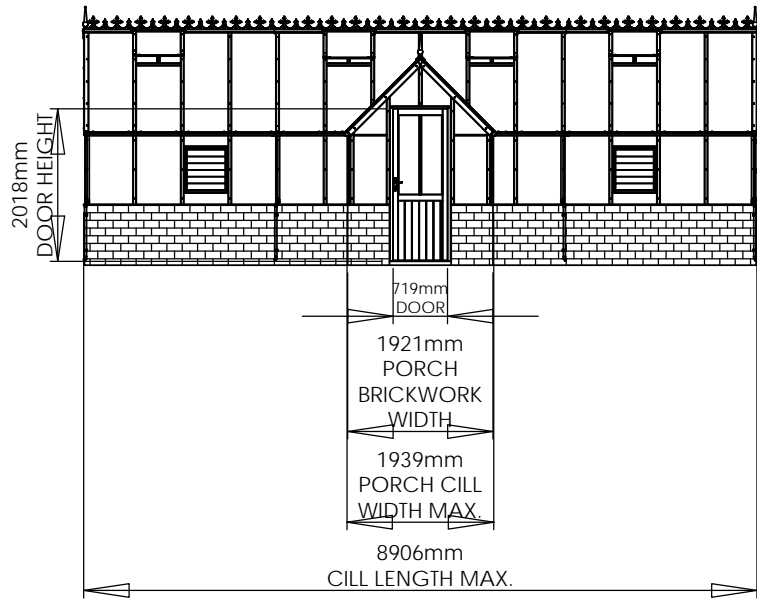 2018mm
DOOR HEIGHT
719mm
DOOR
1921mm
PORCH
BRICKWORK
WIDTH
1939mm
PORCH CILL
WIDTH MAX.
8906mm
CILL LENGTH MAX.